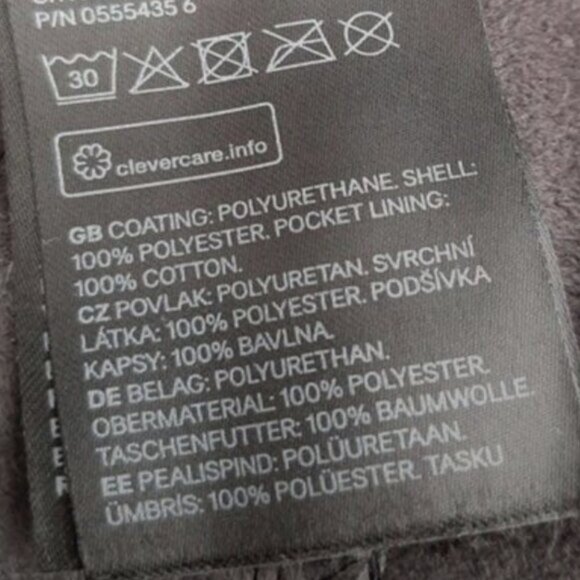 P/N 0555435 6
30
clevercare.info
GB COATING: POLYURETHANE. SHELL:
100% POLYESTER. POCKET LINING:
100% COTTON.
CZ POVLAK: POLYURETAN. SVRCHNÍ
LÁTKA: 100% POLYESTER. PODŠÍVKA
KAPSY: 100% BAVLNA.
DE BELAG: POLYURETHAN.
OBERMATERIAL: 100% POLYESTER.
TASCHENFUTTER: 100% BAUMWOLLE.
EE PEALISPIND: POLÜURETAAN.
ÜMBRIS: 100% POLÜESTER. TASKU